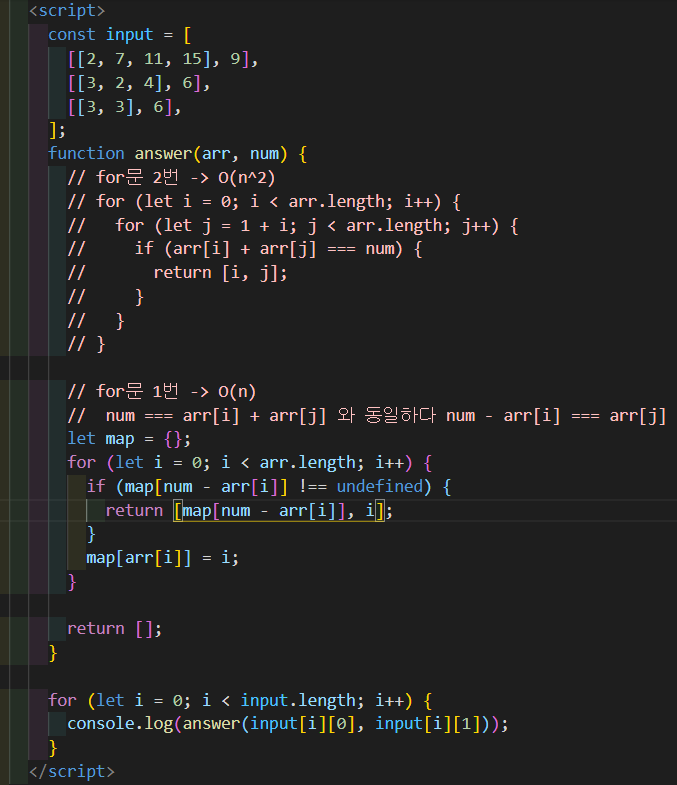 <script>
const input = [
[[2, 7, 11, 15], 9],
[[3, 2, 4], 6],
[[3, 3], 6],
];
function answer(arr, num) {
// for문 2번 -> O(n^2)
// for (let i = 0; i < arr.length; i++) {
//   for (let j = 1 + i; j < arr.length; j++) {
//     if (arr[i] + arr[j] === num) {
//       return [i, j];
//     }
//   }
// }
// for문 1번 -> O(n)
//  num === arr[i] + arr[j] 와 동일하다 num - arr[i] === arr[j]
let map = {};
for (let i = 0; i < arr.length; i++) {
if (map[num - arr[i]] !== undefined) {
return [map[num - arr[i]], i];
}
map[arr[i]] = i;
}
return [];
}
for (let i = 0; i < input.length; i++) {
console.log(answer(input[i][0], input[i][1]));
}
</script>